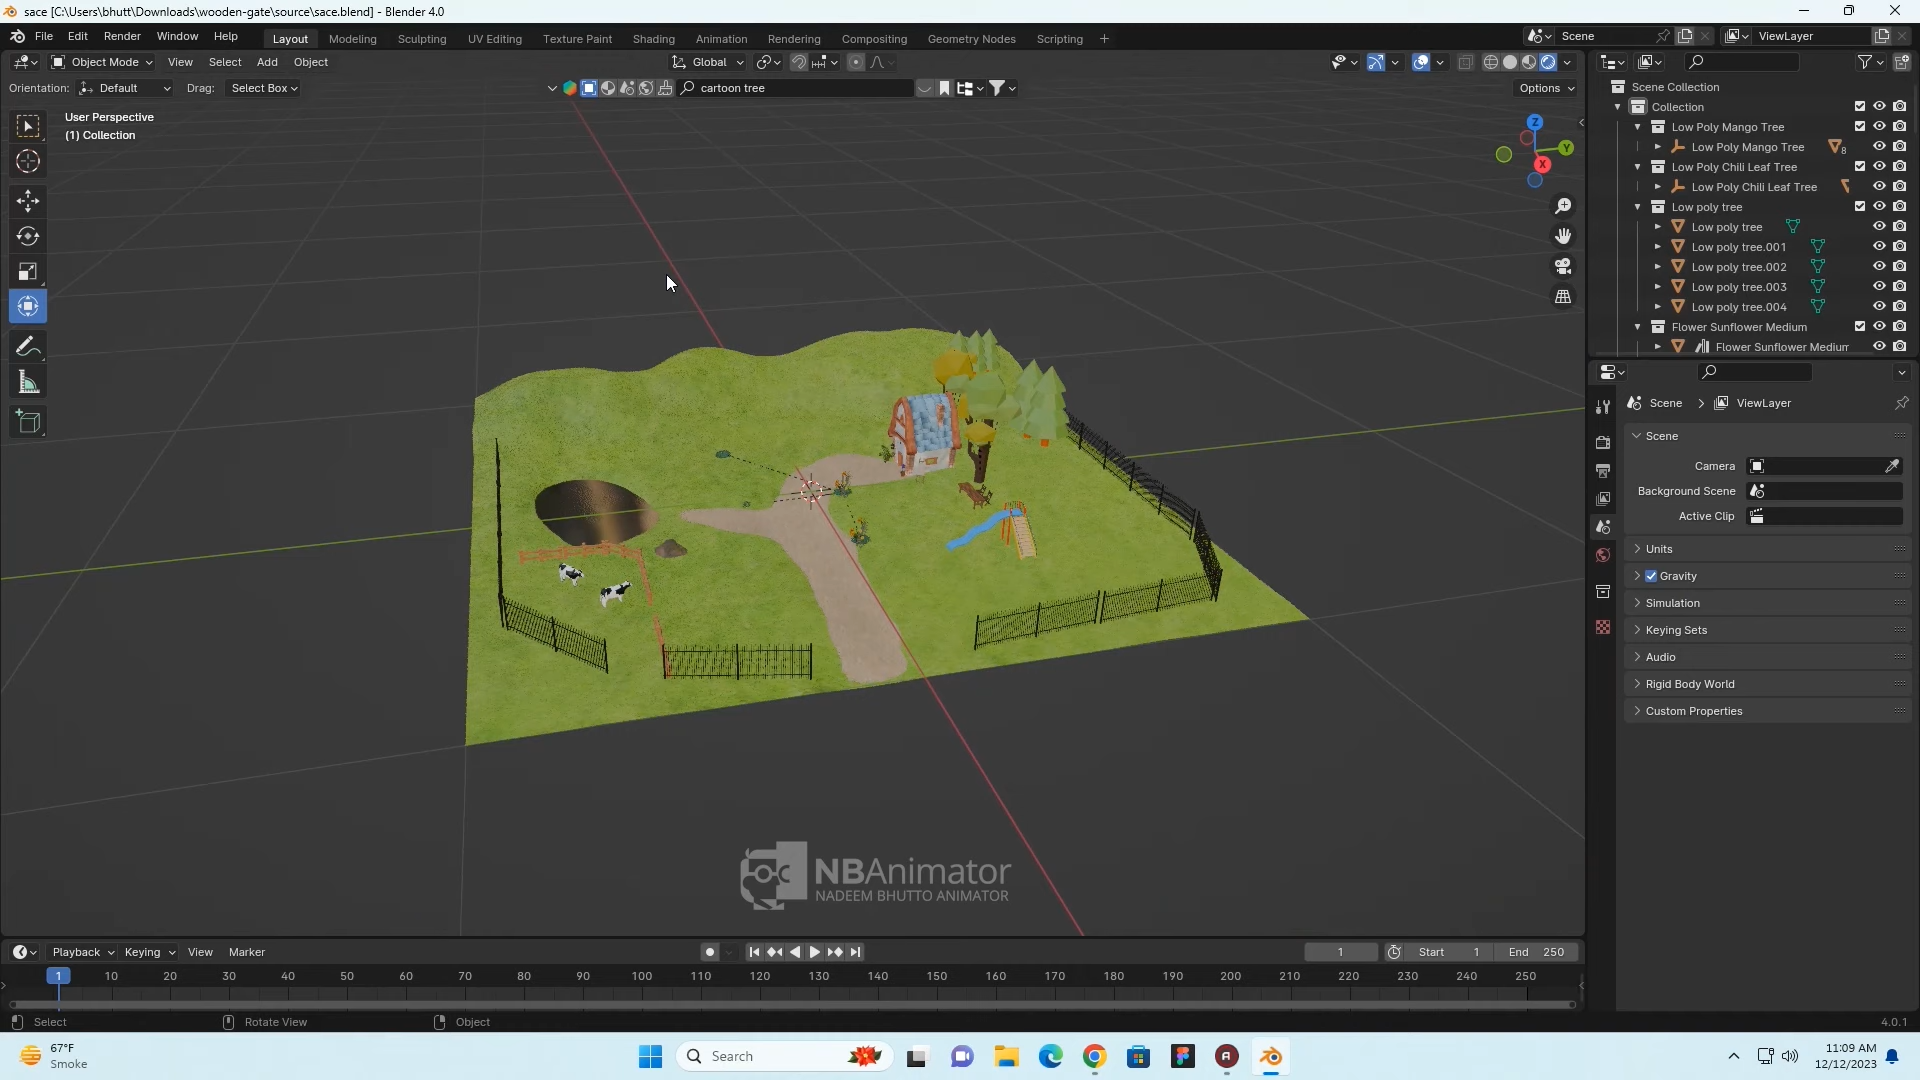 sace [C:\Users\bhutt\Downloads\wooden-gate\source\sace.blend] - Blender 4.0
File Edit Render Window Help Layout Modeling Sculpting UV Editing Texture Paint Shading Animation Rendering Compositing Geometry Nodes Scripting + Scene ViewLayer
Object Mode View Select Add Object Global
Orientation: Default Drag: Select Box cartoon tree Options
User Perspective
(1) Collection
Z
Y
X
Scene Collection
Collection
Low Poly Mango Tree
Low Poly Mango Tree 8
Low Poly Chili Leaf Tree
Low Poly Chili Leaf Tree
Low poly tree
Low poly tree
Low poly tree.001
Low poly tree.002
Low poly tree.003
Low poly tree.004
Flower Sunflower Medium
Flower Sunflower Medium
Scene > ViewLayer
Scene
Camera
Background Scene
Active Clip
Units
Gravity
Simulation
Keying Sets
Audio
Rigid Body World
Custom Properties
NBAnimator
NADEEM BHUTTO ANIMATOR
Playback Keying View Marker 1 Start 1 End 250
1 10 20 30 40 50 60 70 80 90 100 110 120 130 140 150 160 170 180 190 200 210 220 230 240 250
Select Rotate View Object 4.0.1
67°F
Smoke
Search
11:09 AM
12/12/2023